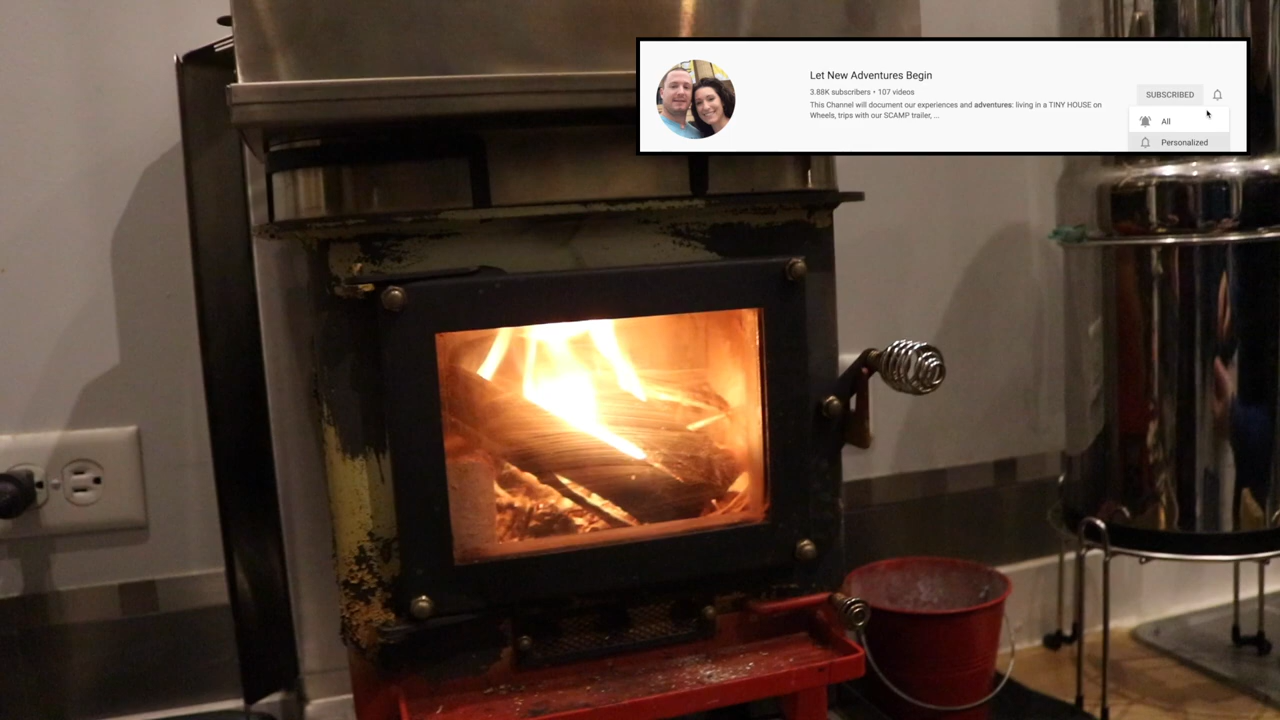 Let New Adventures Begin
3.88K subscribers • 107 videos
This Channel will document our experiences and adventures: living in a TINY HOUSE on
Wheels, trips with our SCAMP trailer, ...
SUBSCRIBED
All
Personalized